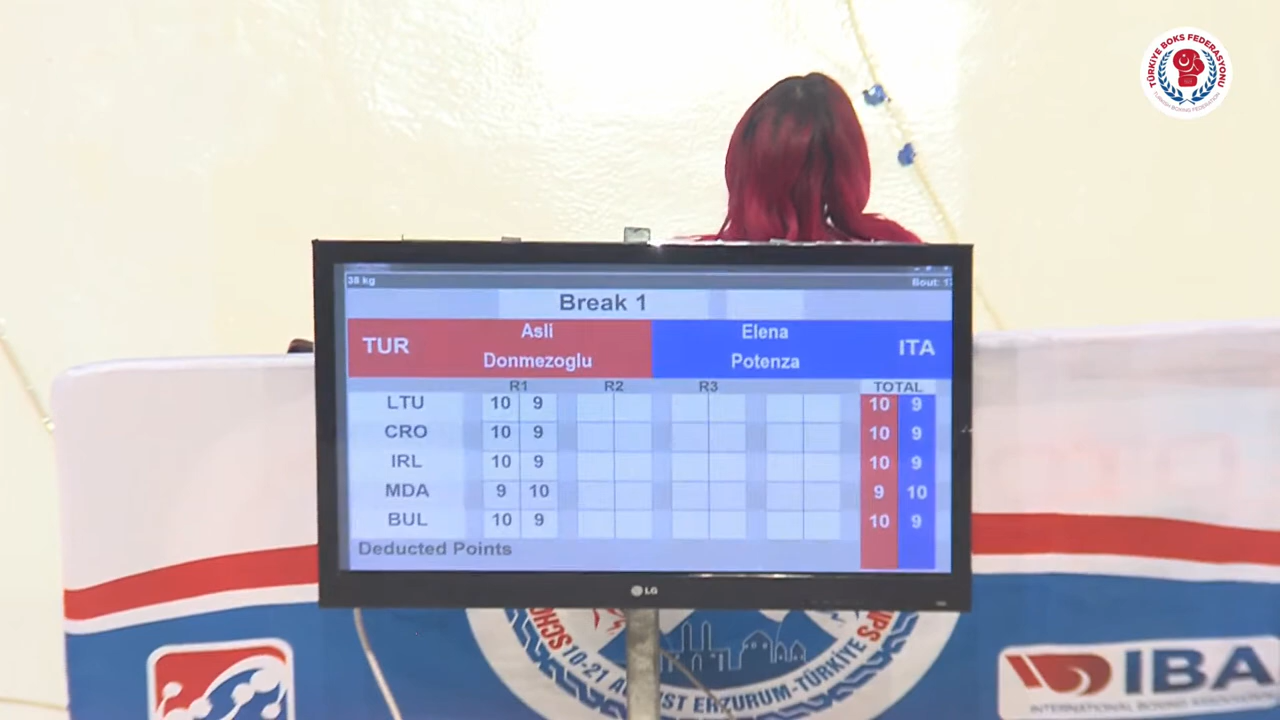 TÜRKİYE BOKS FEDERASYONU
TURKISH BOXING FEDERATION
38 kg
Bout: 1
Break 1
TUR
Asli
Donmezoglu
Elena
Potenza
ITA
R1 R2 R3 TOTAL
LTU 10 9 10 9
CRO 10 9 10 9
IRL 10 9 10 9
MDA 9 10 9 10
BUL 10 9 10 9
Deducted Points
LG
10-21 ERZURUM-TÜRKİYE
IBA
INTERNATIONAL BOXING ASSOCIATION